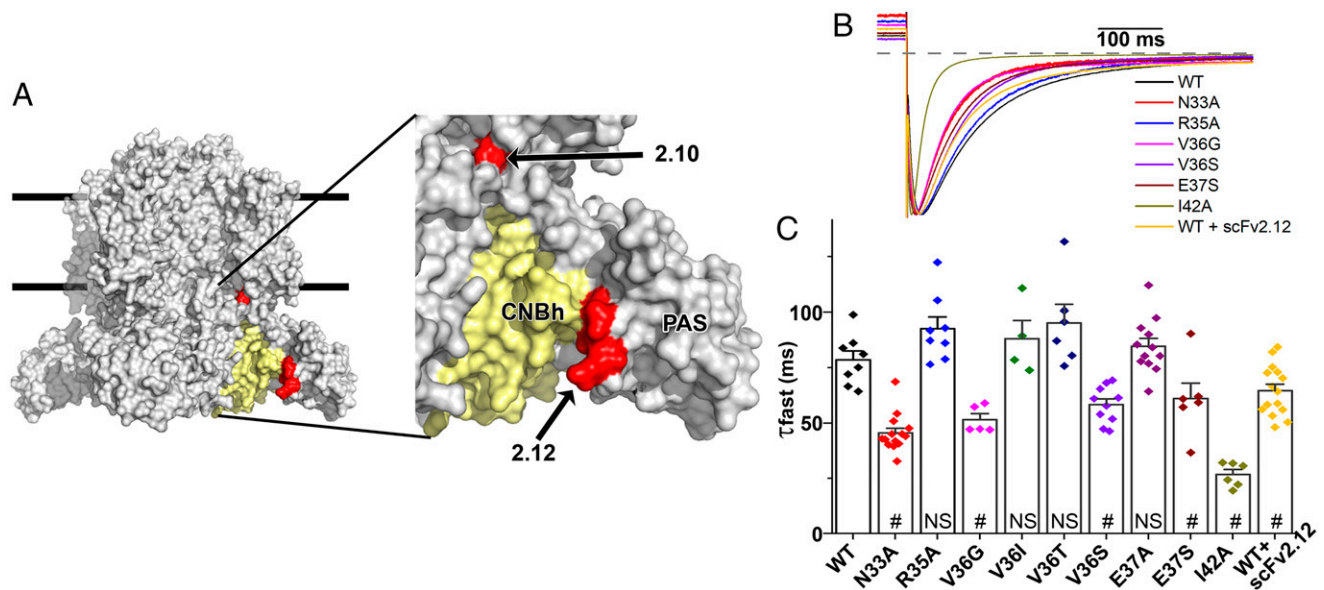 A
2.10
CNBh
PAS
2.12
B
100 ms
WT
N33A
R35A
V36G
V36S
E37S
I42A
WT + scFv2.12
C
τfast (ms)
100
50
0
# NS # NS NS # NS # # #
WT N33A R35A V36G V36I V36T V36S E37A E37S I42A WT+
scFv2.12